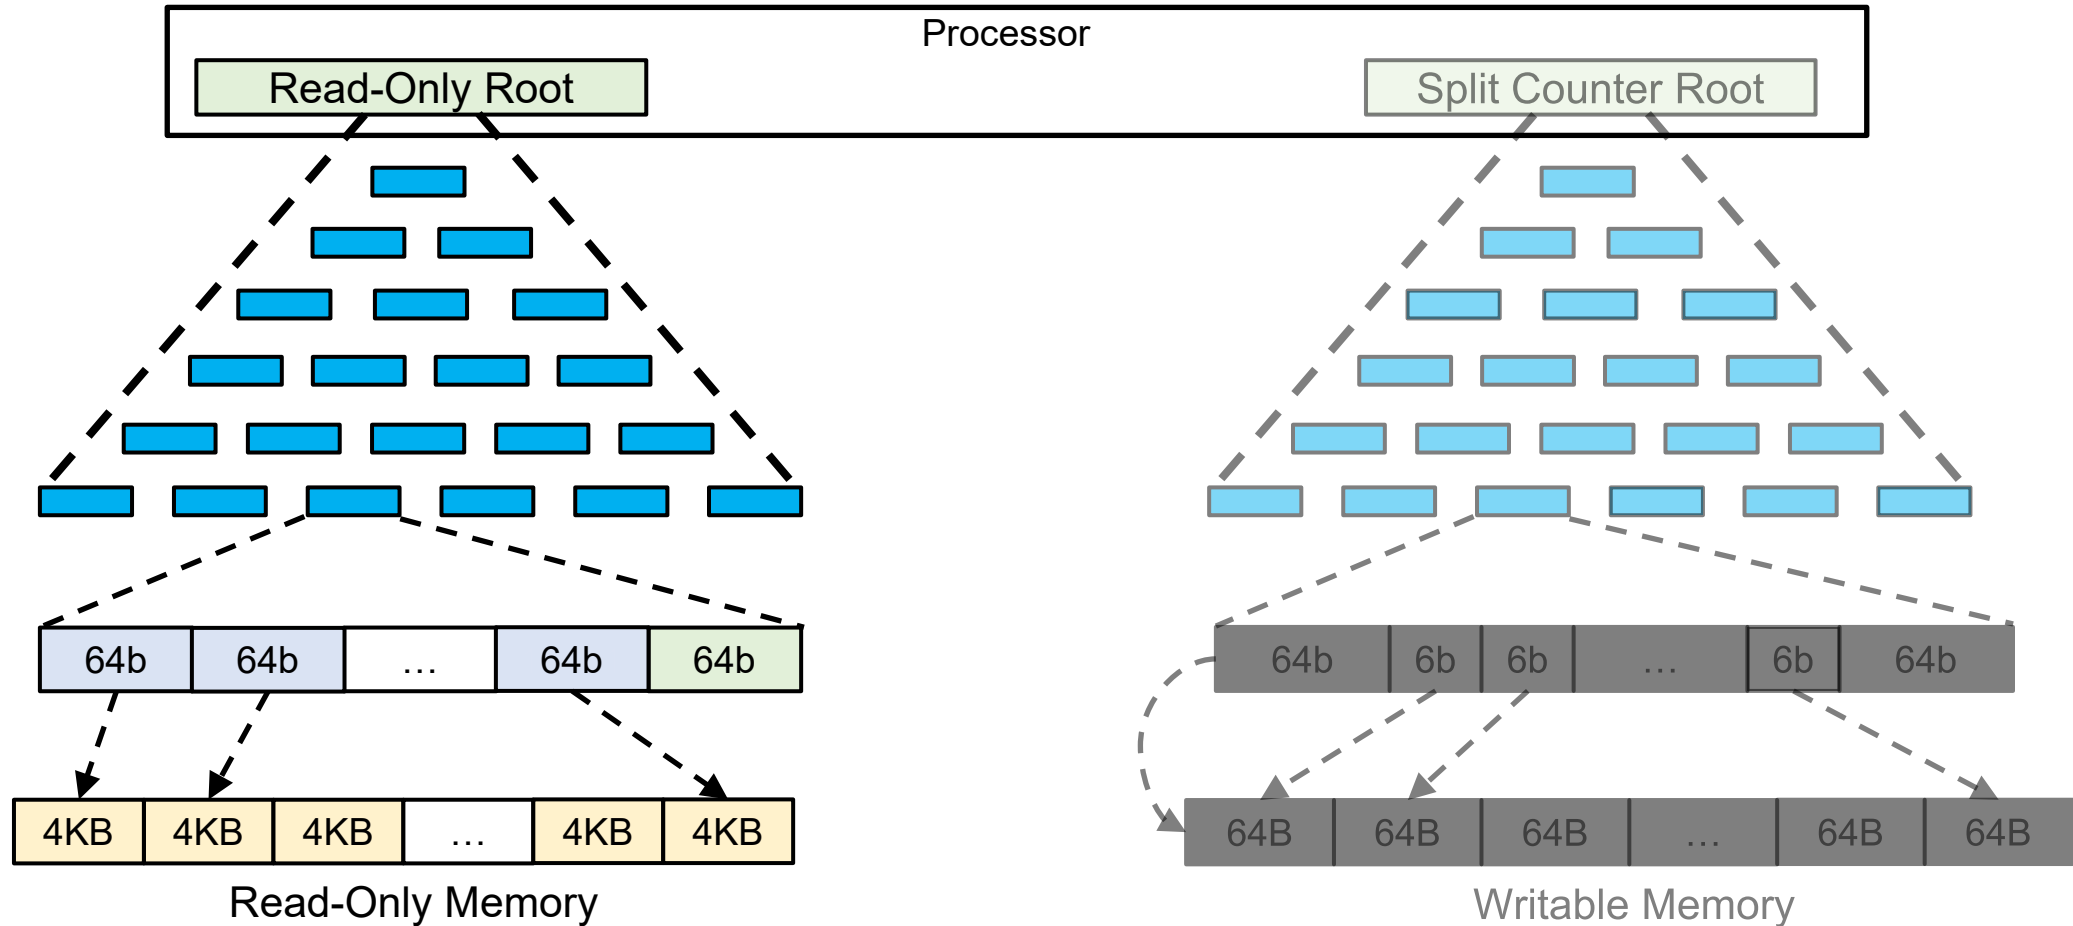 Processor
Read-Only Root
Split Counter Root
64b 64b … 64b 64b
64b 6b 6b … 6b 64b
4KB 4KB 4KB … 4KB 4KB
64B 64B 64B … 64B 64B
Read-Only Memory
Writable Memory